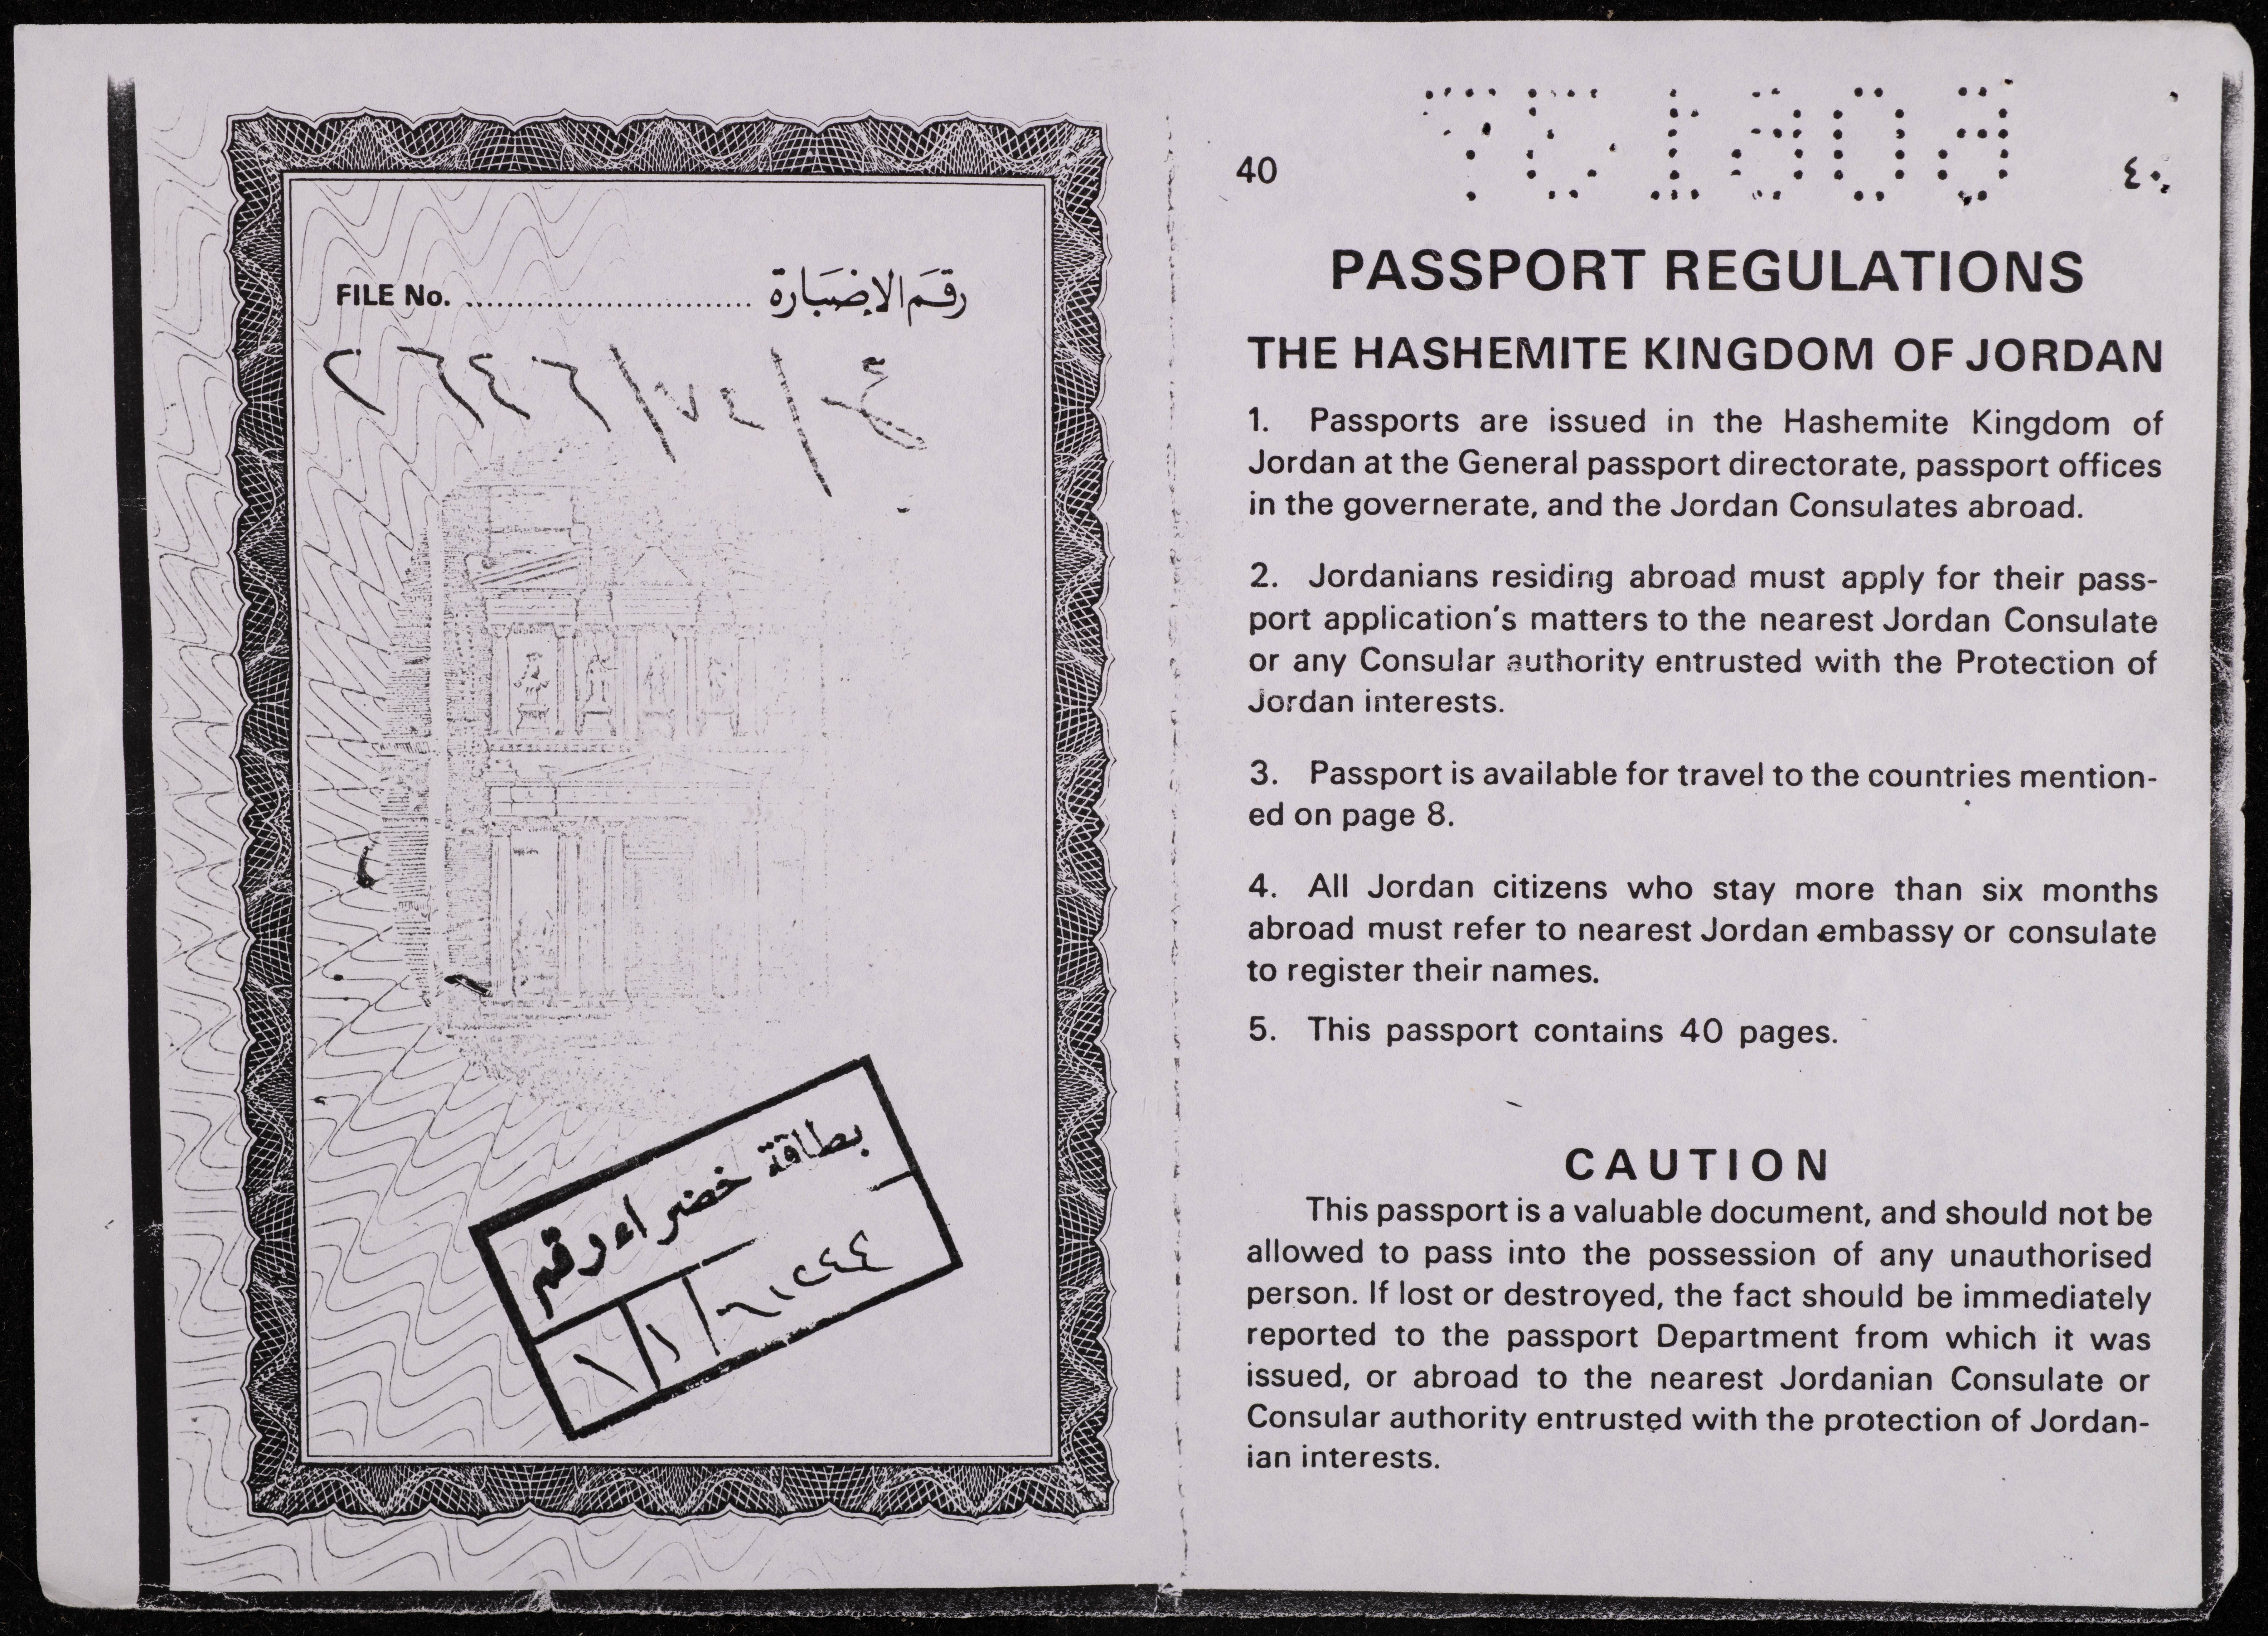 FILE No. ............................ رقم الاضبارة
٢٦٤٦/٧٤/
بطاقة خضراء رقم
١ ١ ٦١٢٤٤
40
٤٠
PASSPORT REGULATIONS
THE HASHEMITE KINGDOM OF JORDAN
1. Passports are issued in the Hashemite Kingdom of
Jordan at the General passport directorate, passport offices
in the governerate, and the Jordan Consulates abroad.
2. Jordanians residing abroad must apply for their pass-
port application's matters to the nearest Jordan Consulate
or any Consular authority entrusted with the Protection of
Jordan interests.
3. Passport is available for travel to the countries mention-
ed on page 8.
4. All Jordan citizens who stay more than six months
abroad must refer to nearest Jordan embassy or consulate
to register their names.
5. This passport contains 40 pages.
CAUTION
This passport is a valuable document, and should not be
allowed to pass into the possession of any unauthorised
person. If lost or destroyed, the fact should be immediately
reported to the passport Department from which it was
issued, or abroad to the nearest Jordanian Consulate or
Consular authority entrusted with the protection of Jordan-
ian interests.